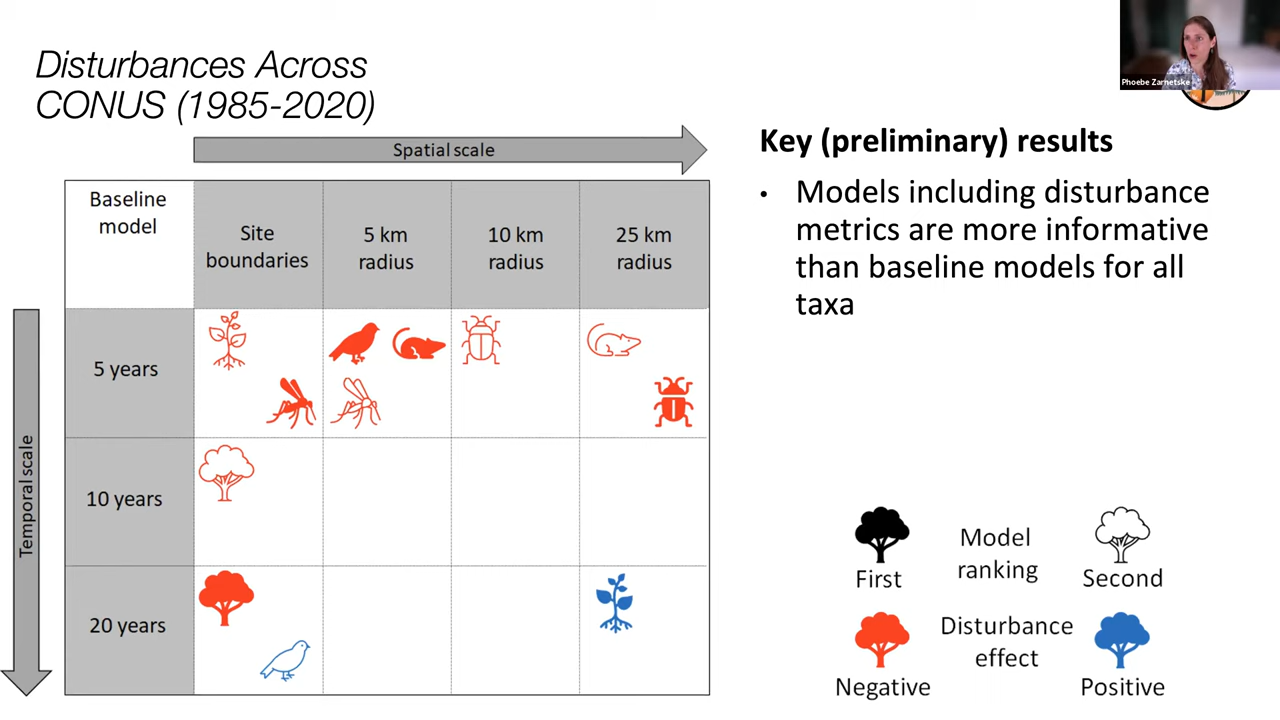 Disturbances Across
CONUS (1985-2020)
Phoebe Zarnetske
Spatial scale
Baseline
model
Site
boundaries
5 km
radius
10 km
radius
25 km
radius
Temporal scale
5 years
10 years
20 years
Key (preliminary) results
• Models including disturbance
metrics are more informative
than baseline models for all
taxa
First
Model
ranking
Second
Negative
Disturbance
effect
Positive